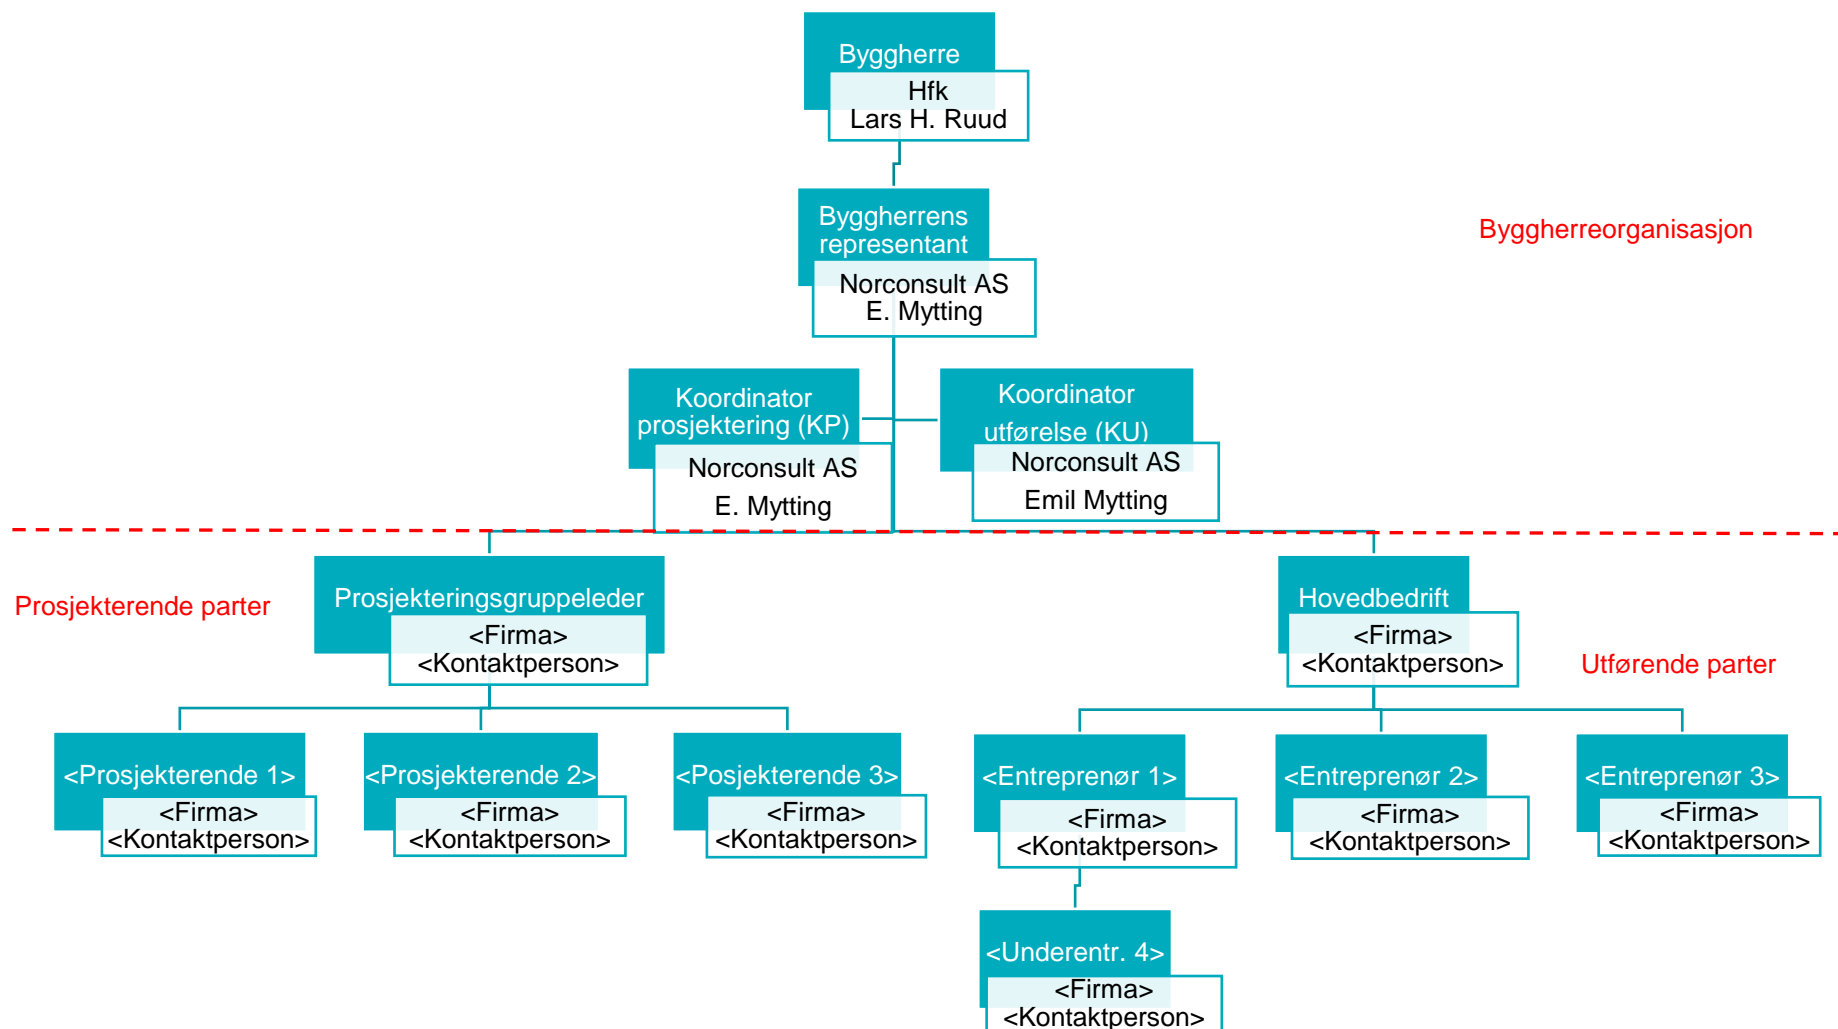 Byggherre
Hfk
Lars H. Ruud
Byggherrens
representant
Norconsult AS
E. Mytting
Byggherreorganisasjon
Koordinator
prosjektering (KP)
Norconsult AS
E. Mytting
Koordinator
utførelse (KU)
Norconsult AS
Emil Mytting
Prosjekterende parter
Prosjekteringsgruppeleder
<Firma>
<Kontaktperson>
Hovedbedrift
<Firma>
<Kontaktperson>
Utførende parter
<Prosjekterende 1>
<Firma>
<Kontaktperson>
<Prosjekterende 2>
<Firma>
<Kontaktperson>
<Posjekterende 3>
<Firma>
<Kontaktperson>
<Entreprenør 1>
<Firma>
<Kontaktperson>
<Entreprenør 2>
<Firma>
<Kontaktperson>
<Entreprenør 3>
<Firma>
<Kontaktperson>
<Underentr. 4>
<Firma>
<Kontaktperson>